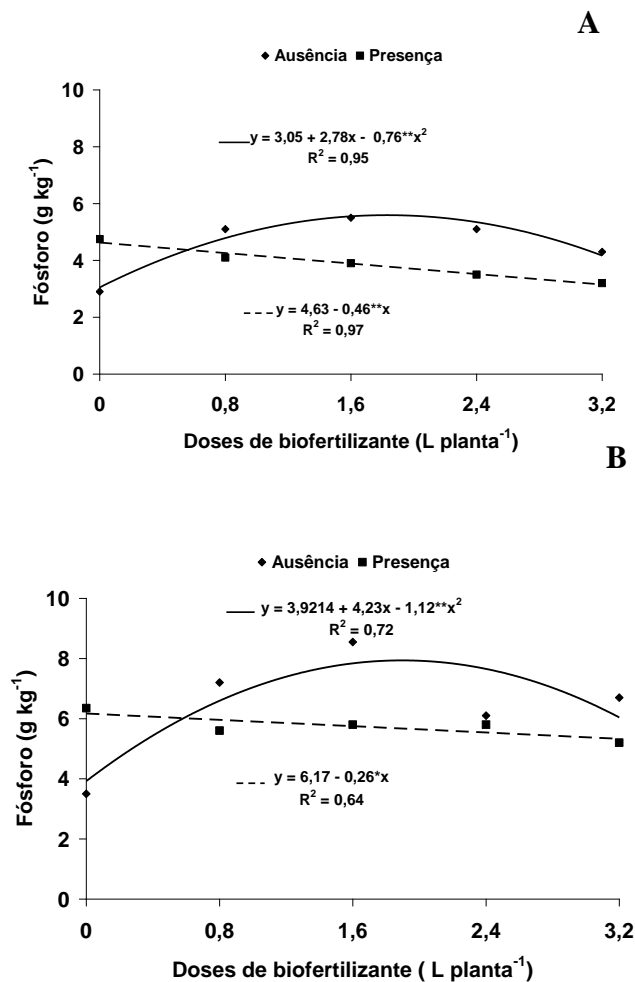 A
Ausência Presença
10
y = 3,05 + 2,78x - 0,76**x²
R² = 0,95
8
6
4
y = 4,63 - 0,46**x
R² = 0,97
2
0
Fósforo (g kg⁻¹)
0 0,8 1,6 2,4 3,2
Doses de biofertilizante (L planta⁻¹)
B
Ausência Presença
10
y = 3,9214 + 4,23x - 1,12**x²
R² = 0,72
8
6
4
y = 6,17 - 0,26*x
R² = 0,64
2
0
Fósforo (g kg⁻¹)
0 0,8 1,6 2,4 3,2
Doses de biofertilizante ( L planta⁻¹)